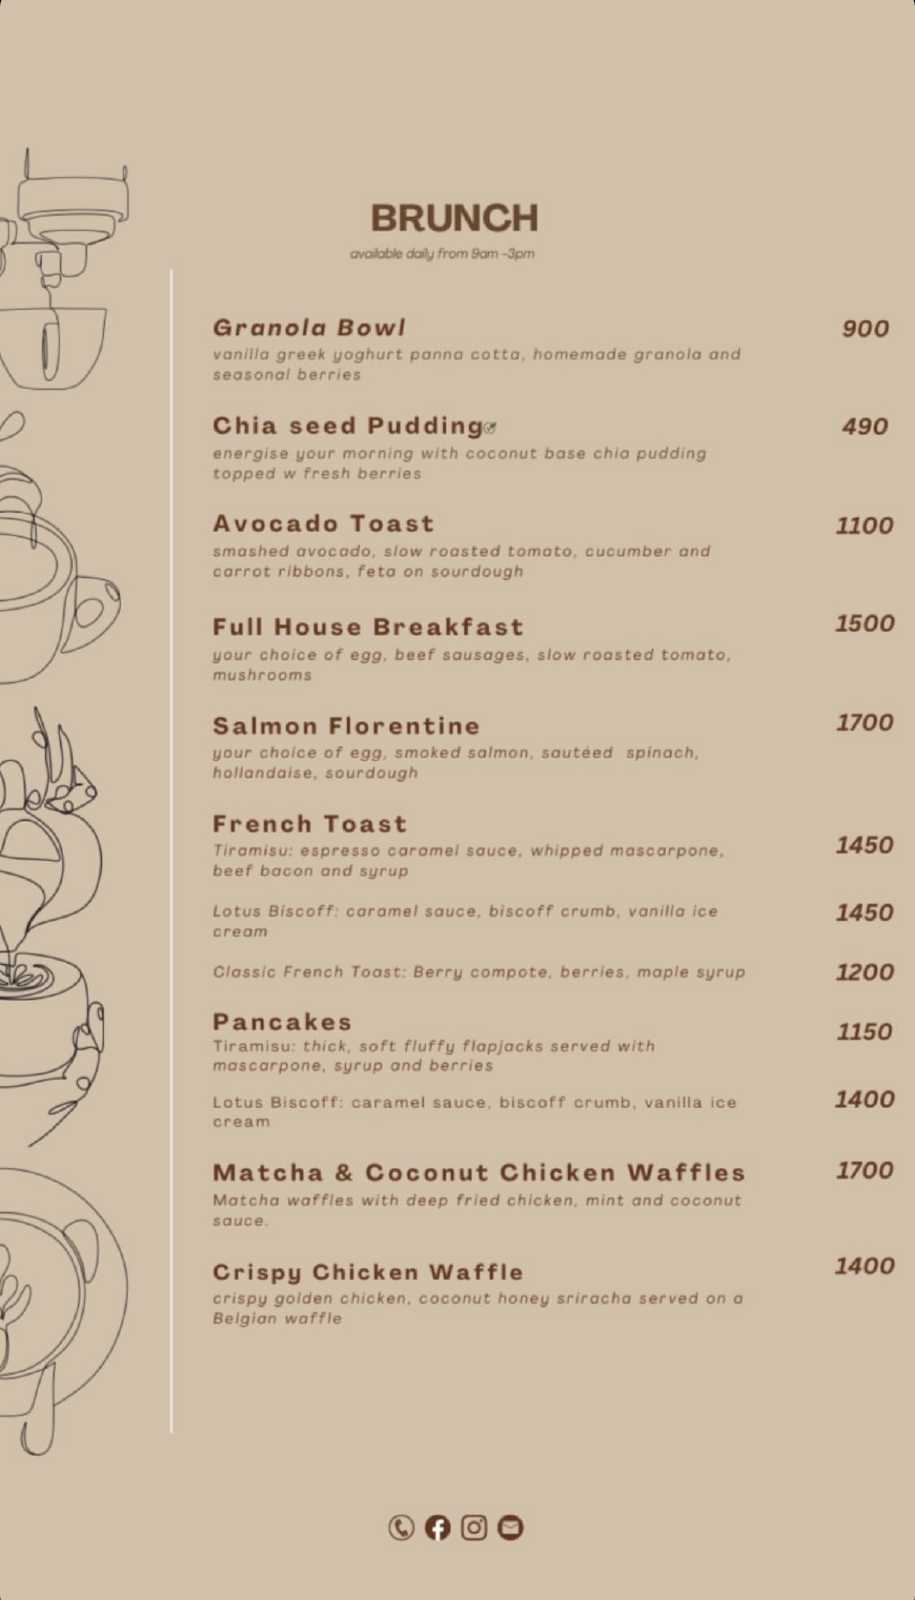 BRUNCH
available daily from 9am -3pm
Granola Bowl 900
vanilla greek yoghurt panna cotta, homemade granola and
seasonal berries
Chia seed Pudding 490
energise your morning with coconut base chia pudding
topped w fresh berries
Avocado Toast 1100
smashed avocado, slow roasted tomato, cucumber and
carrot ribbons, feta on sourdough
Full House Breakfast 1500
your choice of egg, beef sausages, slow roasted tomato,
mushrooms
Salmon Florentine 1700
your choice of egg, smoked salmon, sautéed spinach,
hollandaise, sourdough
French Toast
Tiramisu: espresso caramel sauce, whipped mascarpone, 1450
beef bacon and syrup
Lotus Biscoff: caramel sauce, biscoff crumb, vanilla ice 1450
cream
Classic French Toast: Berry compote, berries, maple syrup 1200
Pancakes 1150
Tiramisu: thick, soft fluffy flapjacks served with
mascarpone, syrup and berries
Lotus Biscoff: caramel sauce, biscoff crumb, vanilla ice 1400
cream
Matcha & Coconut Chicken Waffles 1700
Matcha waffles with deep fried chicken, mint and coconut
sauce.
Crispy Chicken Waffle 1400
crispy golden chicken, coconut honey sriracha served on a
Belgian waffle